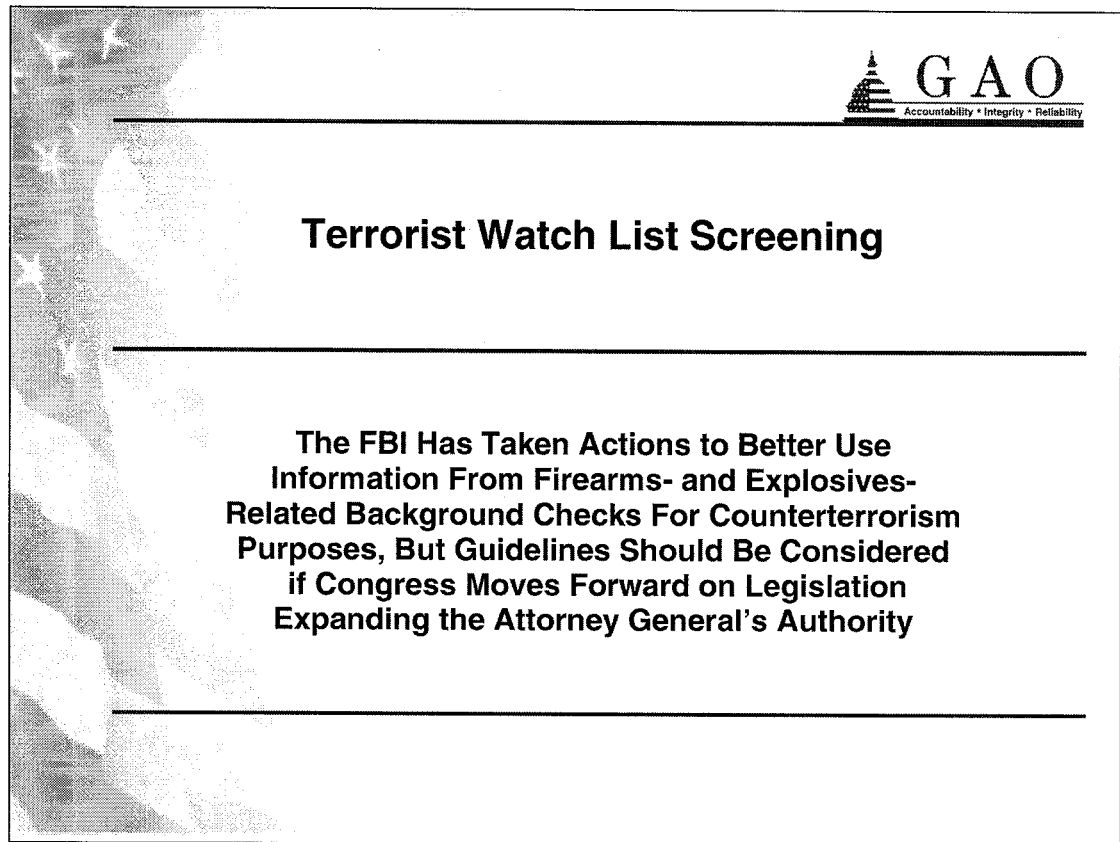 GAO
Accountability * Integrity * Reliability
Terrorist Watch List Screening
The FBI Has Taken Actions to Better Use
Information From Firearms- and Explosives-
Related Background Checks For Counterterrorism
Purposes, But Guidelines Should Be Considered
if Congress Moves Forward on Legislation
Expanding the Attorney General's Authority